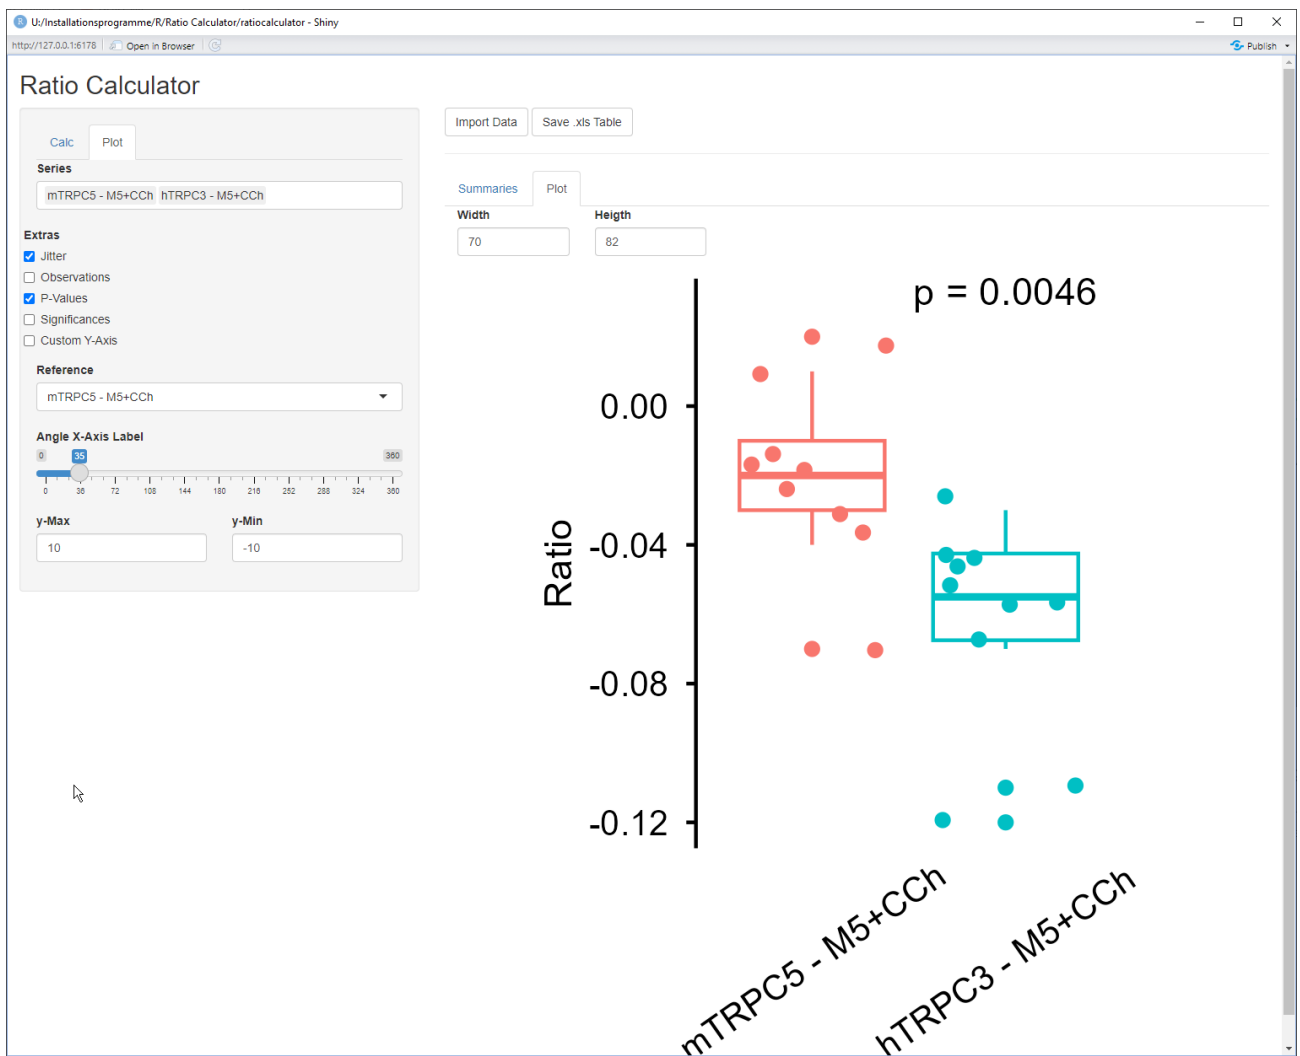 U:/Installationsprogramme/R/Ratio Calculator/ratiocalculator - Shiny
http://127.0.0.1:6178 Open in Browser Publish
Ratio Calculator
Calc Plot
Series
mTRPC5 - M5+CCh hTRPC3 - M5+CCh
Extras
Jitter
Observations
P-Values
Significances
Custom Y-Axis
Reference
mTRPC5 - M5+CCh
Angle X-Axis Label
0 35 360
0 36 72 108 144 180 216 252 288 324 360
y-Max y-Min
10 -10
Import Data Save .xls Table
Summaries Plot
Width Heigth
70 82
p = 0.0046
0.00
-0.04
-0.08
-0.12
Ratio
mTRPC5 - M5+CCh
hTRPC3 - M5+CCh